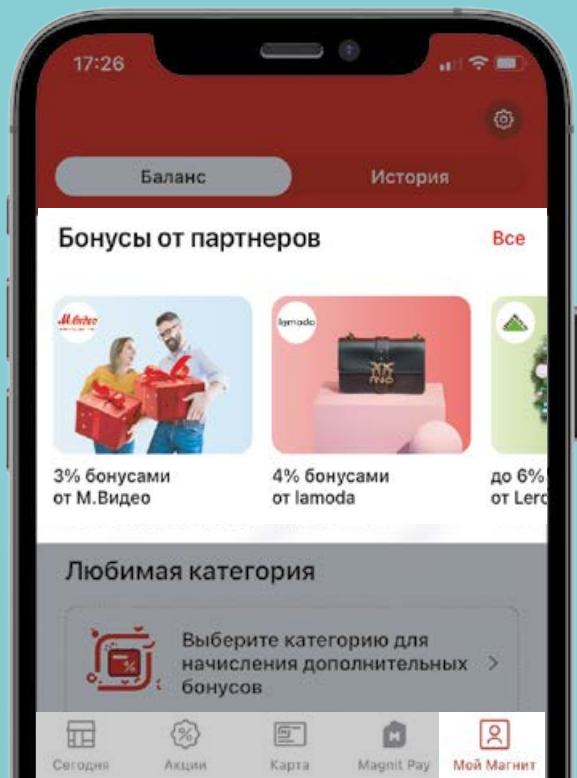 17:26
Баланс
История
Бонусы от партнеров
Все
М.Видео
lamoda
3% бонусами
от М.Видео
4% бонусами
от lamoda
до 6%
от Lero
Любимая категория
Выберите категорию для
начисления дополнительных
бонусов
Сегодня
Акции
Карта
Magnit Pay
Мой Магнит